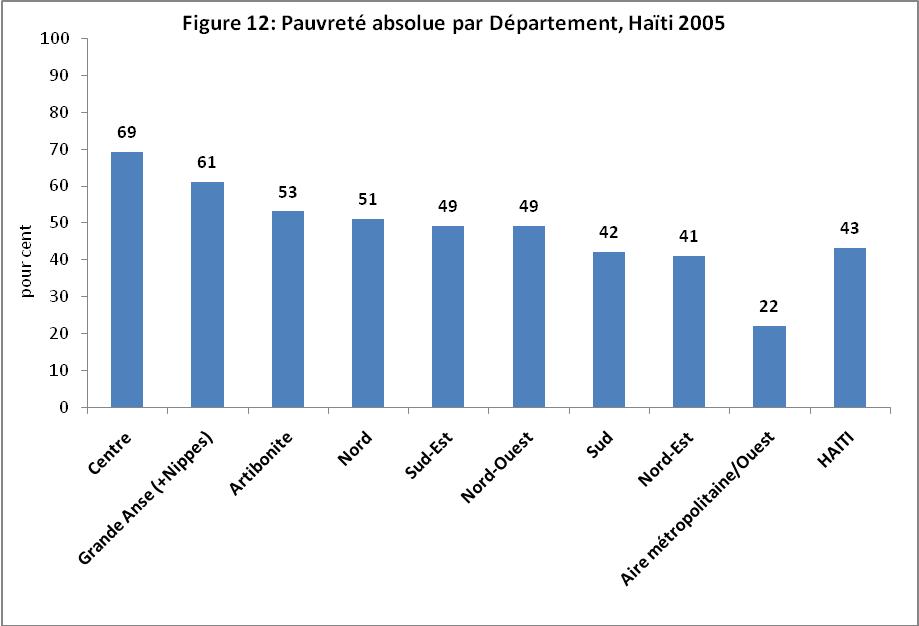 Figure 12: Pauvreté absolue par Département, Haïti 2005
pour cent
100
90
80
70
60
50
40
30
20
10
0
69
61
53
51
49
49
42
41
22
43
Centre
Grande Anse (+Nippes)
Artibonite
Nord
Sud-Est
Nord-Ouest
Sud
Nord-Est
Aire métropolitaine/Ouest
HAITI